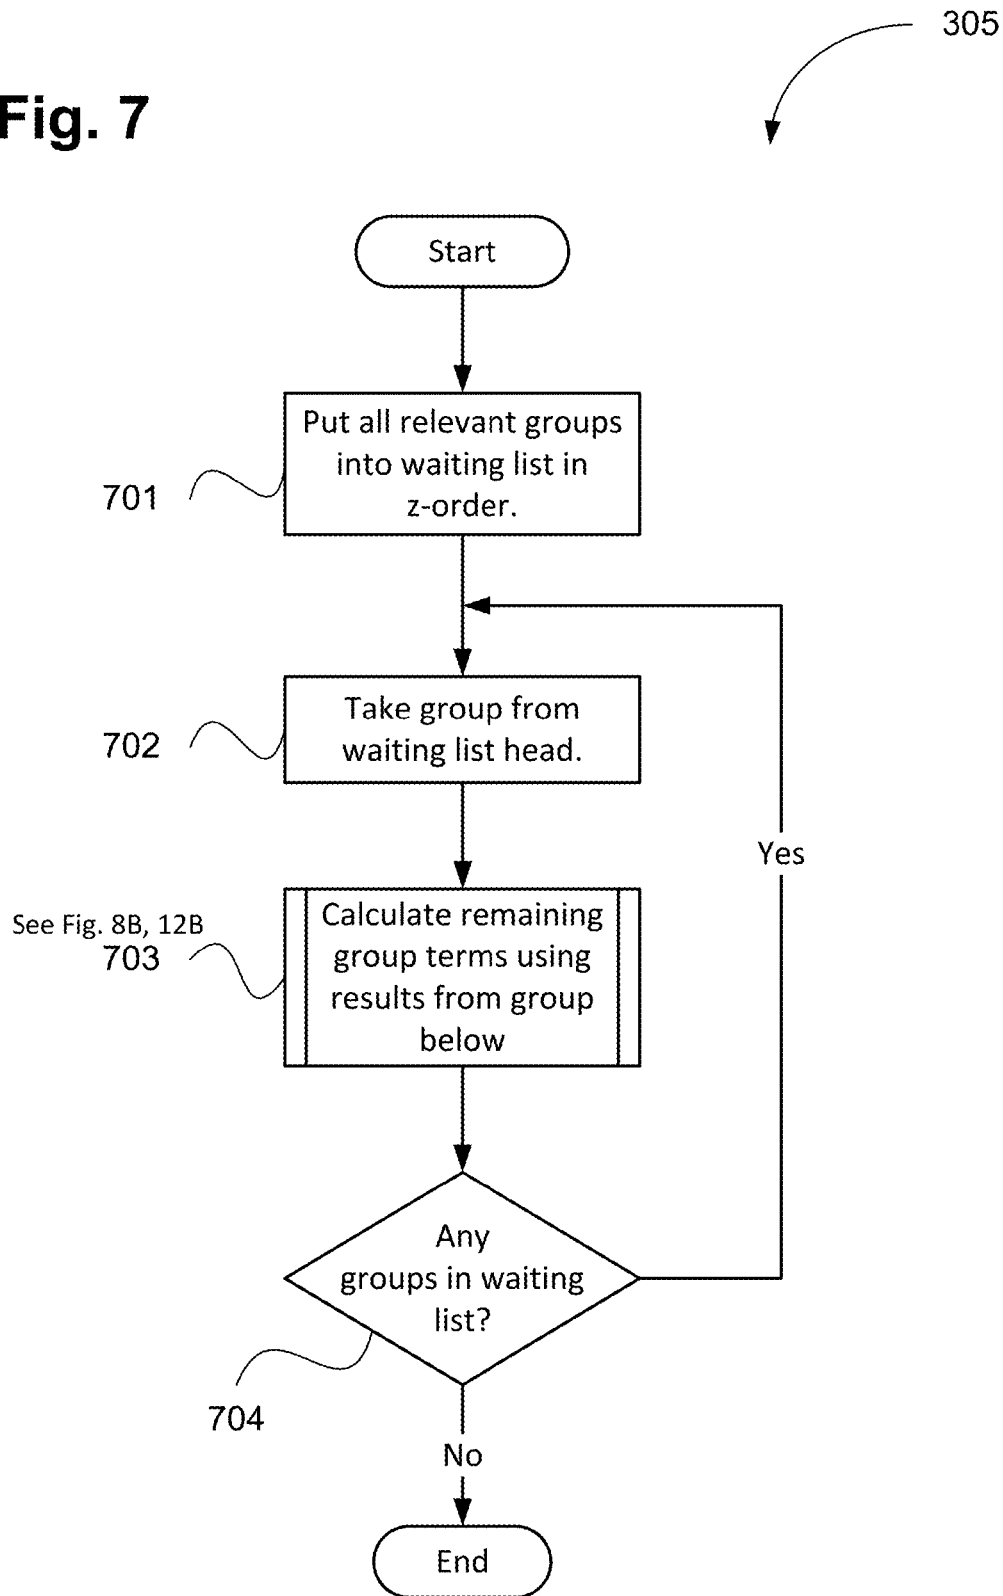 305
Fig. 7
Start
Put all relevant groups
into waiting list in
z-order.
701
Take group from
waiting list head.
702
Yes
See Fig. 8B, 12B
703
Calculate remaining
group terms using
results from group
below
Any
groups in waiting
list?
704
No
End